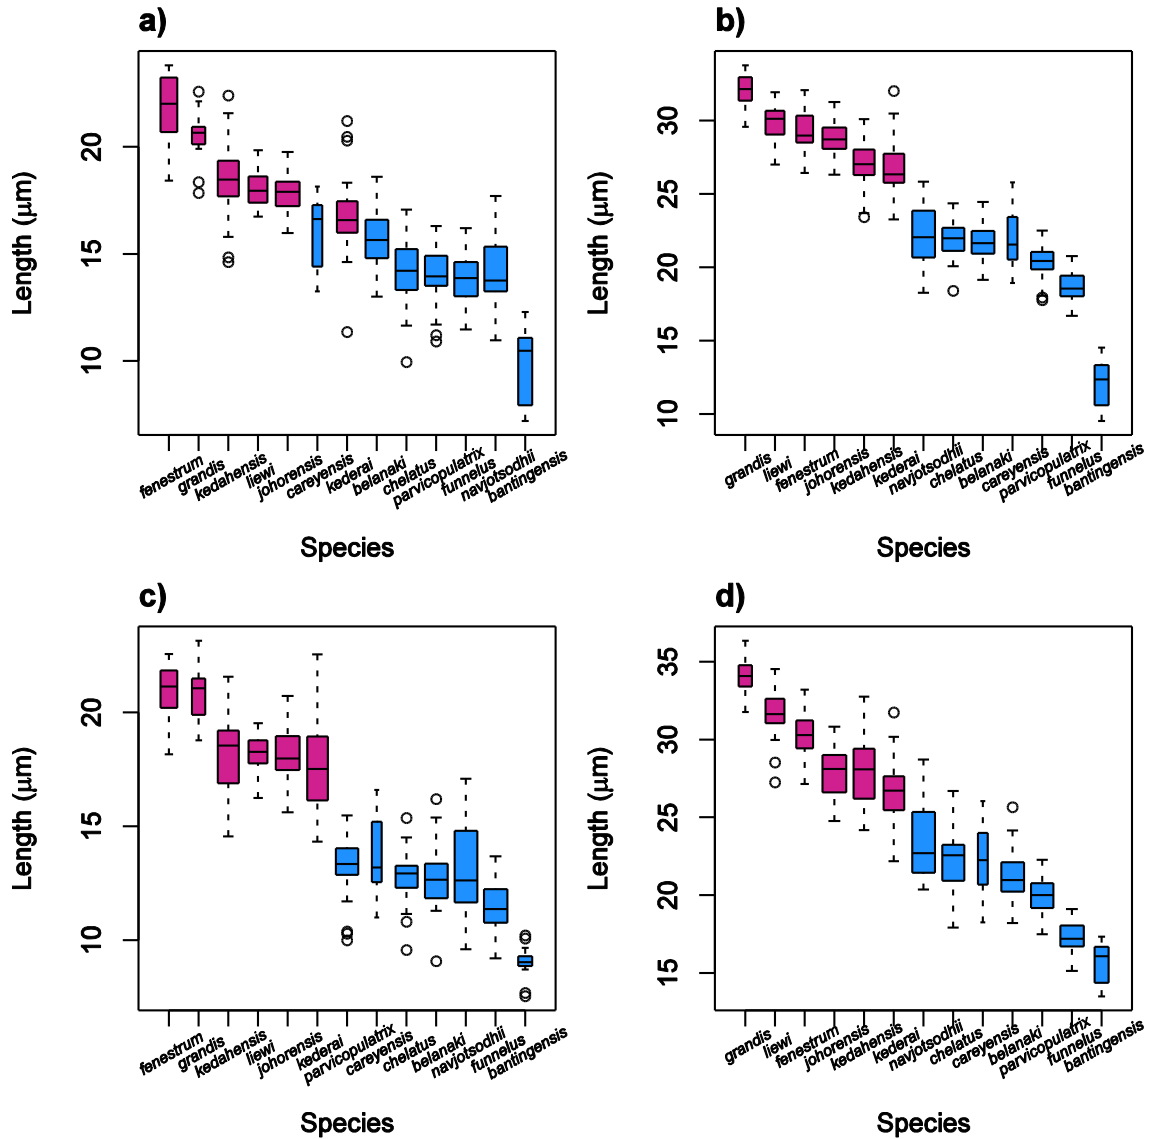 a)
Length (μm)
20
15
10
fenestrum
grandis
kedahensis
liewi
johorensis
careyensis
kederai
belanaki
chelatus
parvicopulatrix
funnelus
navjotsodhii
bantingensis
Species
b)
Length (μm)
30
25
20
15
10
grandis
liewi
fenestrum
johorensis
kedahensis
kederai
navjotsodhii
chelatus
belanaki
careyensis
parvicopulatrix
funnelus
bantingensis
Species
c)
Length (μm)
20
15
10
fenestrum
grandis
kedahensis
liewi
johorensis
kederai
parvicopulatrix
careyensis
chelatus
belanaki
navjotsodhii
funnelus
bantingensis
Species
d)
Length (μm)
35
30
25
20
15
grandis
liewi
fenestrum
johorensis
kedahensis
kederai
navjotsodhii
chelatus
careyensis
belanaki
parvicopulatrix
funnelus
bantingensis
Species